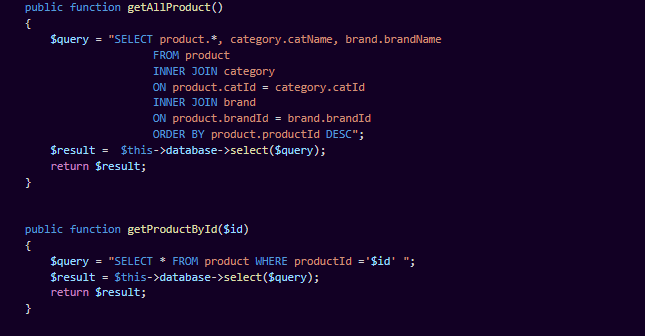 public function getAllProduct()
{
$query = "SELECT product.*, category.catName, brand.brandName
FROM product
INNER JOIN category
ON product.catId = category.catId
INNER JOIN brand
ON product.brandId = brand.brandId
ORDER BY product.productId DESC";
$result =  $this->database->select($query);
return $result;
}
public function getProductById($id)
{
$query = "SELECT * FROM product WHERE productId ='$id' ";
$result = $this->database->select($query);
return $result;
}